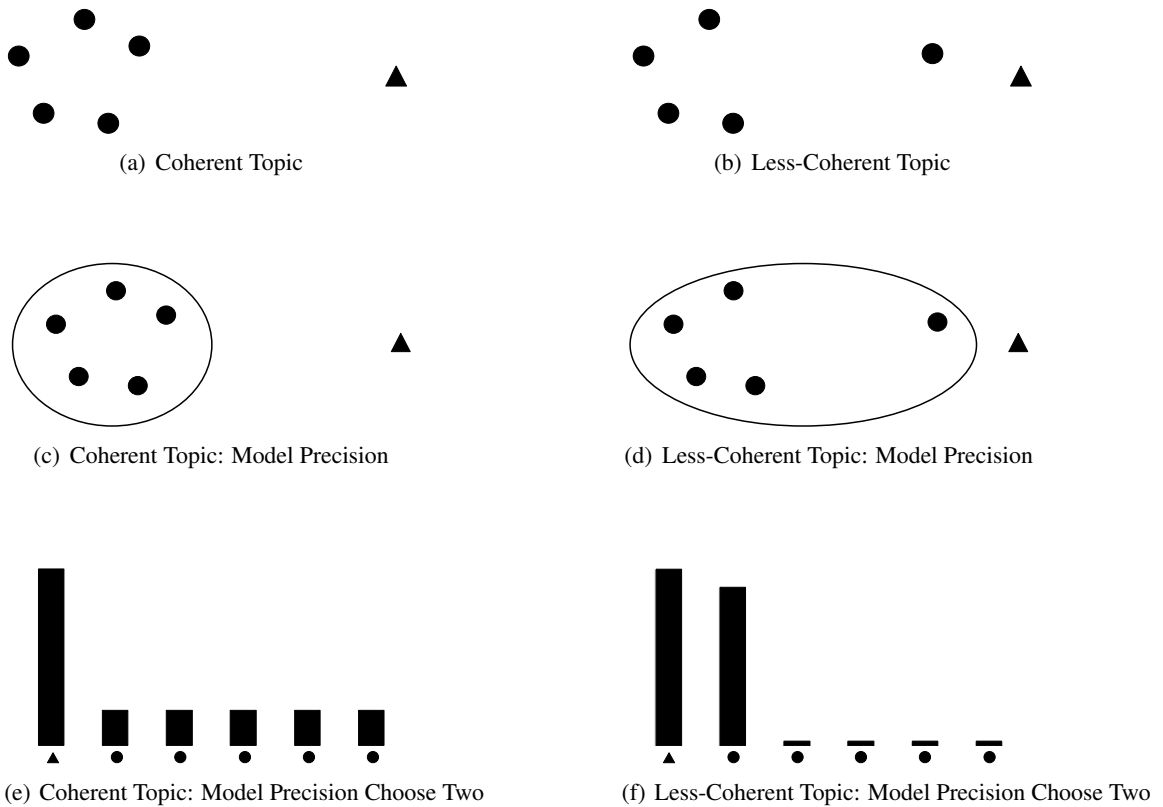 (a) Coherent Topic
(b) Less-Coherent Topic
(c) Coherent Topic: Model Precision
(d) Less-Coherent Topic: Model Precision
(e) Coherent Topic: Model Precision Choose Two
(f) Less-Coherent Topic: Model Precision Choose Two